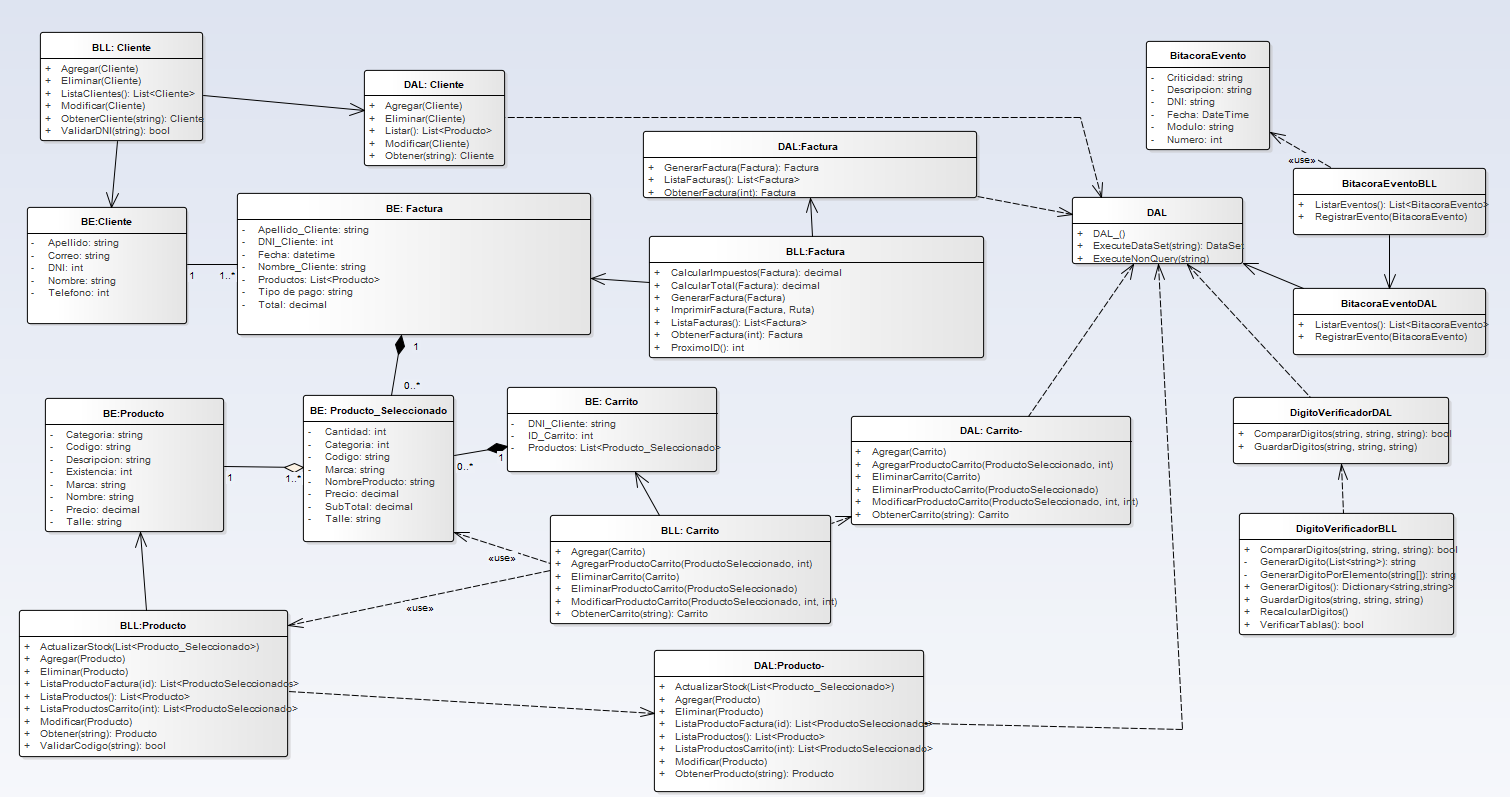 BLL: Cliente
+ Agregar(Cliente)
+ Eliminar(Cliente)
+ ListaClientes(): List<Cliente>
+ Modificar(Cliente)
+ ObtenerCliente(string): Cliente
+ ValidarDNI(string): bool
DAL: Cliente
+ Agregar(Cliente)
+ Eliminar(Cliente)
+ Listar(): List<Producto>
+ Modificar(Cliente)
+ Obtener(string): Cliente
BitacoraEvento
- Criticidad: string
- Descripcion: string
- DNI: string
- Fecha: DateTime
- Modulo: string
- Numero: int
«use»
DAL:Factura
+ GenerarFactura(Factura): Factura
+ ListaFacturas(): List<Factura>
+ ObtenerFactura(int): Factura
BitacoraEventoBLL
+ ListarEventos(): List<BitacoraEvento>
+ RegistrarEvento(BitacoraEvento)
BE:Cliente
- Apellido: string
- Correo: string
- DNI: int
- Nombre: string
- Telefono: int
1
1..*
BE: Factura
- Apellido_Cliente: string
- DNI_Cliente: int
- Fecha: datetime
- Nombre_Cliente: string
- Productos: List<Producto>
- Tipo de pago: string
- Total: decimal
DAL
+ DAL_()
+ ExecuteDataSet(string): DataSet
+ ExecuteNonQuery(string)
BLL:Factura
+ CalcularImpuestos(Factura): decimal
+ CalcularTotal(Factura): decimal
+ GenerarFactura(Factura)
+ ImprimirFactura(Factura, Ruta)
+ ListaFacturas(): List<Factura>
+ ObtenerFactura(int): Factura
+ ProximoID(): int
BitacoraEventoDAL
+ ListarEventos(): List<BitacoraEvento>
+ RegistrarEvento(BitacoraEvento)
1
0..*
BE:Producto
- Categoria: string
- Codigo: string
- Descripcion: string
- Existencia: int
- Marca: string
- Nombre: string
- Precio: decimal
- Talle: string
1
1..*
BE: Producto_Seleccionado
- Cantidad: int
- Categoria: int
- Codigo: string
- Marca: string
- NombreProducto: string
- Precio: decimal
- SubTotal: decimal
- Talle: string
0..*
1
BE: Carrito
- DNI_Cliente: string
- ID_Carrito: int
- Productos: List<Producto_Seleccionado>
DAL: Carrito-
+ Agregar(Carrito)
+ AgregarProductoCarrito(ProductoSeleccionado, int)
+ EliminarCarrito(Carrito)
+ EliminarProductoCarrito(ProductoSeleccionado)
+ ModificarProductoCarrito(ProductoSeleccionado, int, int)
+ ObtenerCarrito(string): Carrito
DigitoVerificadorDAL
+ CompararDigitos(string, string, string): bool
+ GuardarDigitos(string, string, string)
BLL: Carrito
+ Agregar(Carrito)
+ AgregarProductoCarrito(ProductoSeleccionado, int)
+ EliminarCarrito(Carrito)
+ EliminarProductoCarrito(ProductoSeleccionado)
+ ModificarProductoCarrito(ProductoSeleccionado, int, int)
+ ObtenerCarrito(string): Carrito
«use»
«use»
DigitoVerificadorBLL
+ CompararDigitos(string, string, string): bool
- GenerarDigito(List<string>): string
- GenerarDigitoPorElemento(string[]): string
+ GenerarDigitos(): Dictionary<string,string>
+ GuardarDigitos(string, string, string)
+ RecalcularDigitos()
+ VerificarTablas(): bool
BLL:Producto
+ ActualizarStock(List<Producto_Seleccionado>)
+ Agregar(Producto)
+ Eliminar(Producto)
+ ListaProductoFactura(id): List<ProductoSeleccionados>
+ ListaProductos(): List<Producto>
+ ListaProductosCarrito(int): List<ProductoSeleccionado>
+ Modificar(Producto)
+ Obtener(string): Producto
+ ValidarCodigo(string): bool
DAL:Producto-
+ ActualizarStock(List<Producto_Seleccionado>)
+ Agregar(Producto)
+ Eliminar(Producto)
+ ListaProductoFactura(id): List<ProductoSeleccionados>
+ ListaProductos(): List<Producto>
+ ListaProductosCarrito(int): List<ProductoSeleccionado>
+ Modificar(Producto)
+ ObtenerProducto(string): Producto